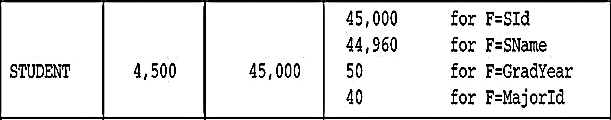 45,000 for F=SId
44,960 for F=SName
STUDENT 4,500 45,000 50 for F=GradYear
40 for F=MajorId